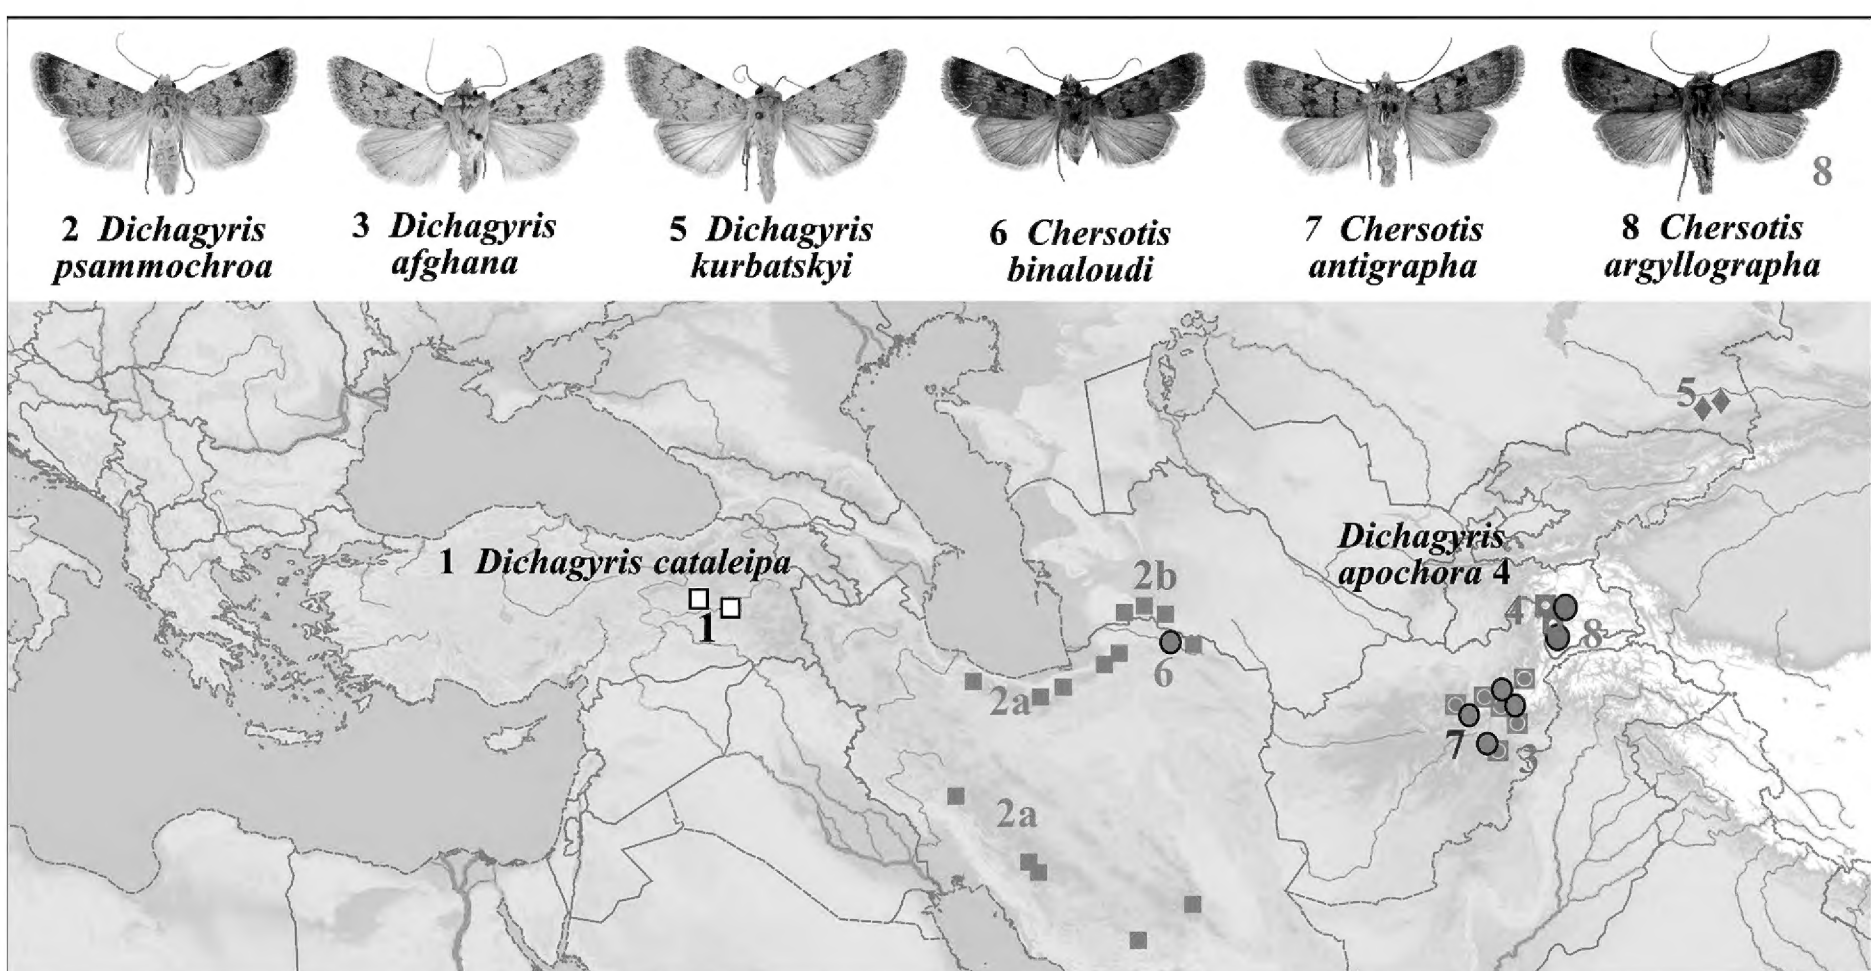 8
2 Dichagyris
psammochroa
3 Dichagyris
afghana
5 Dichagyris
kurbatskyi
6 Chersotis
binaloudi
7 Chersotis
antigrapha
8 Chersotis
argyllographa
5
1 Dichagyris cataleipa
Dichagyris
apochora 4
2b
1
4
8
6
2a
7
3
2a